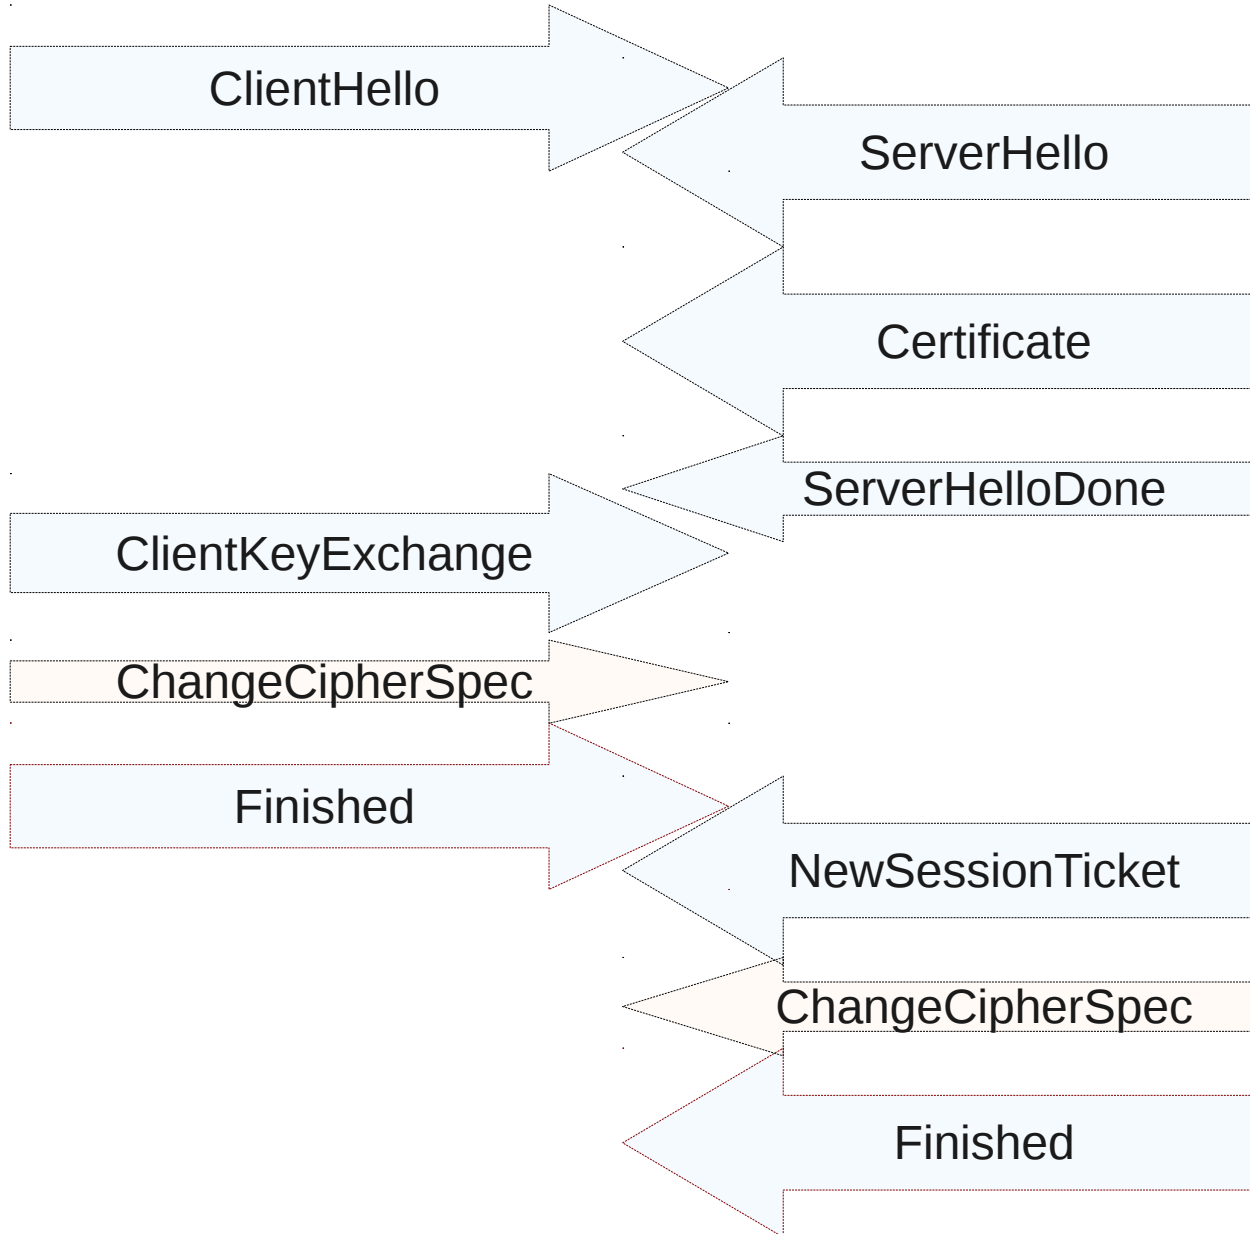 ClientHello
ServerHello
Certificate
ServerHelloDone
ClientKeyExchange
ChangeCipherSpec
Finished
NewSessionTicket
ChangeCipherSpec
Finished